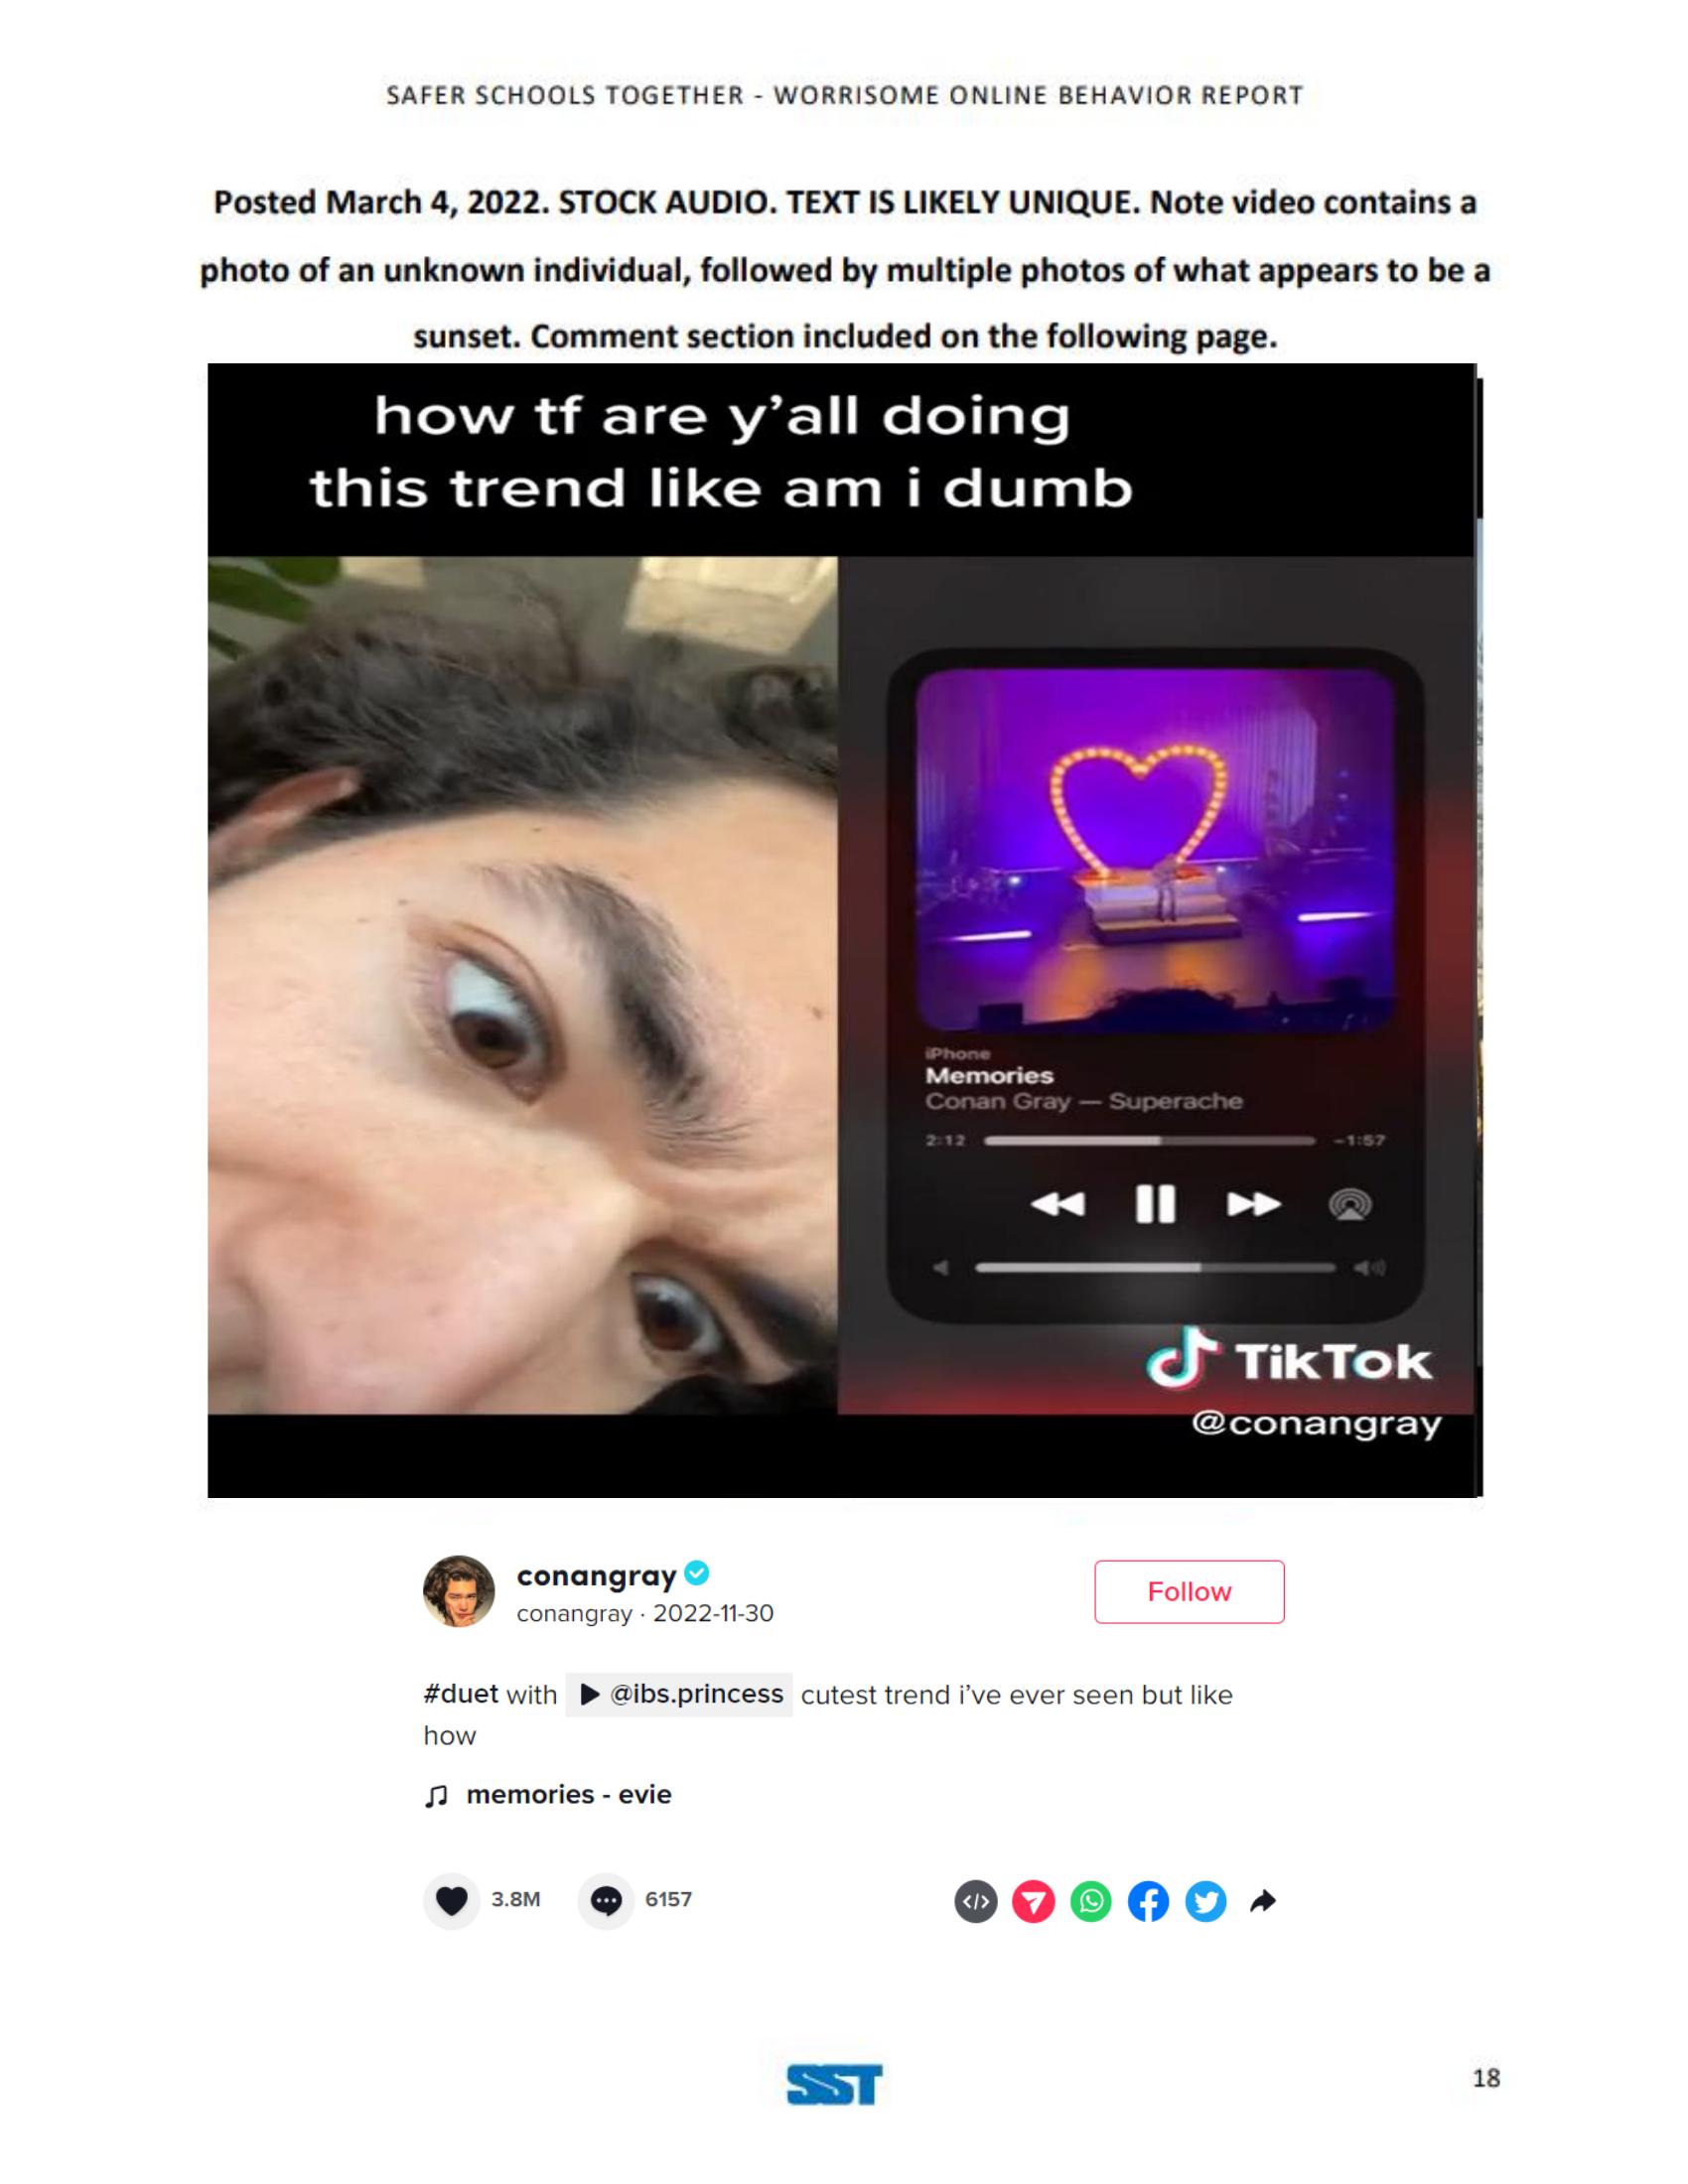 SAFER SCHOOLS TOGETHER - WORRISOME ONLINE BEHAVIOR REPORT
Posted March 4, 2022. STOCK AUDIO. TEXT IS LIKELY UNIQUE. Note video contains a
photo of an unknown individual, followed by multiple photos of what appears to be a
sunset. Comment section included on the following page.
how tf are y’all doing
this trend like am i dumb
iPhone
Memories
Conan Gray — Superache
2:12 -1:57
TikTok
@conangray
conangray
conangray · 2022-11-30
Follow
#duet with @ibs.princess cutest trend i’ve ever seen but like
how
memories - evie
3.8M 6157
</>
SST
18